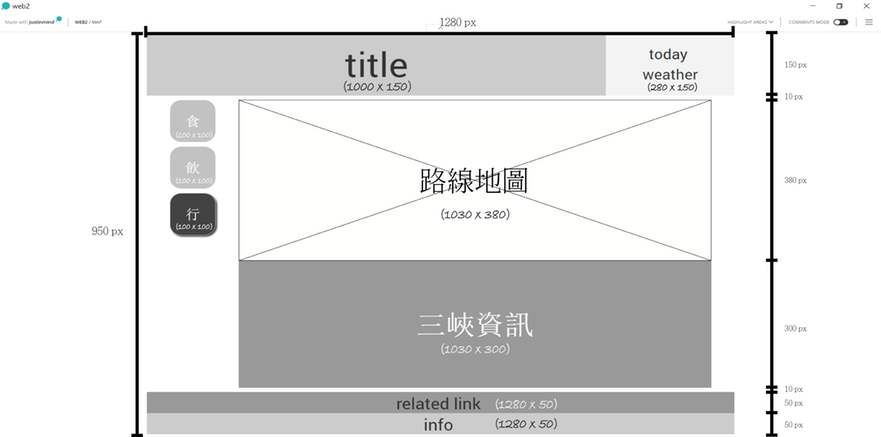 web2
Made with justinmind
WEB2 / MAP
HIGHLIGHT AREAS
COMMENTS MODE
1280 px
title
(1000 x 150)
today
weather
(280 x 150)
150 px
10 px
食
(100 x 100)
飲
(100 x 100)
行
(100 x 100)
路線地圖
(1030 x 380)
380 px
950 px
三峽資訊
(1030 x 300)
300 px
10 px
related link (1280 x 50)
50 px
info (1280 x 50)
50 px